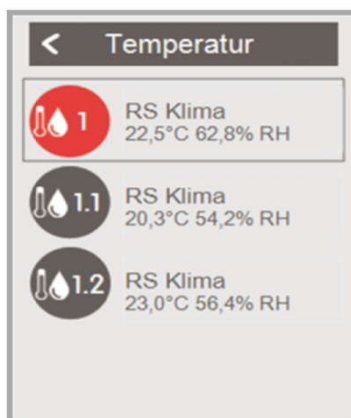 Temperatur
1
RS Klima
22,5°C 62,8% RH
1.1
RS Klima
20,3°C 54,2% RH
1.2
RS Klima
23,0°C 56,4% RH